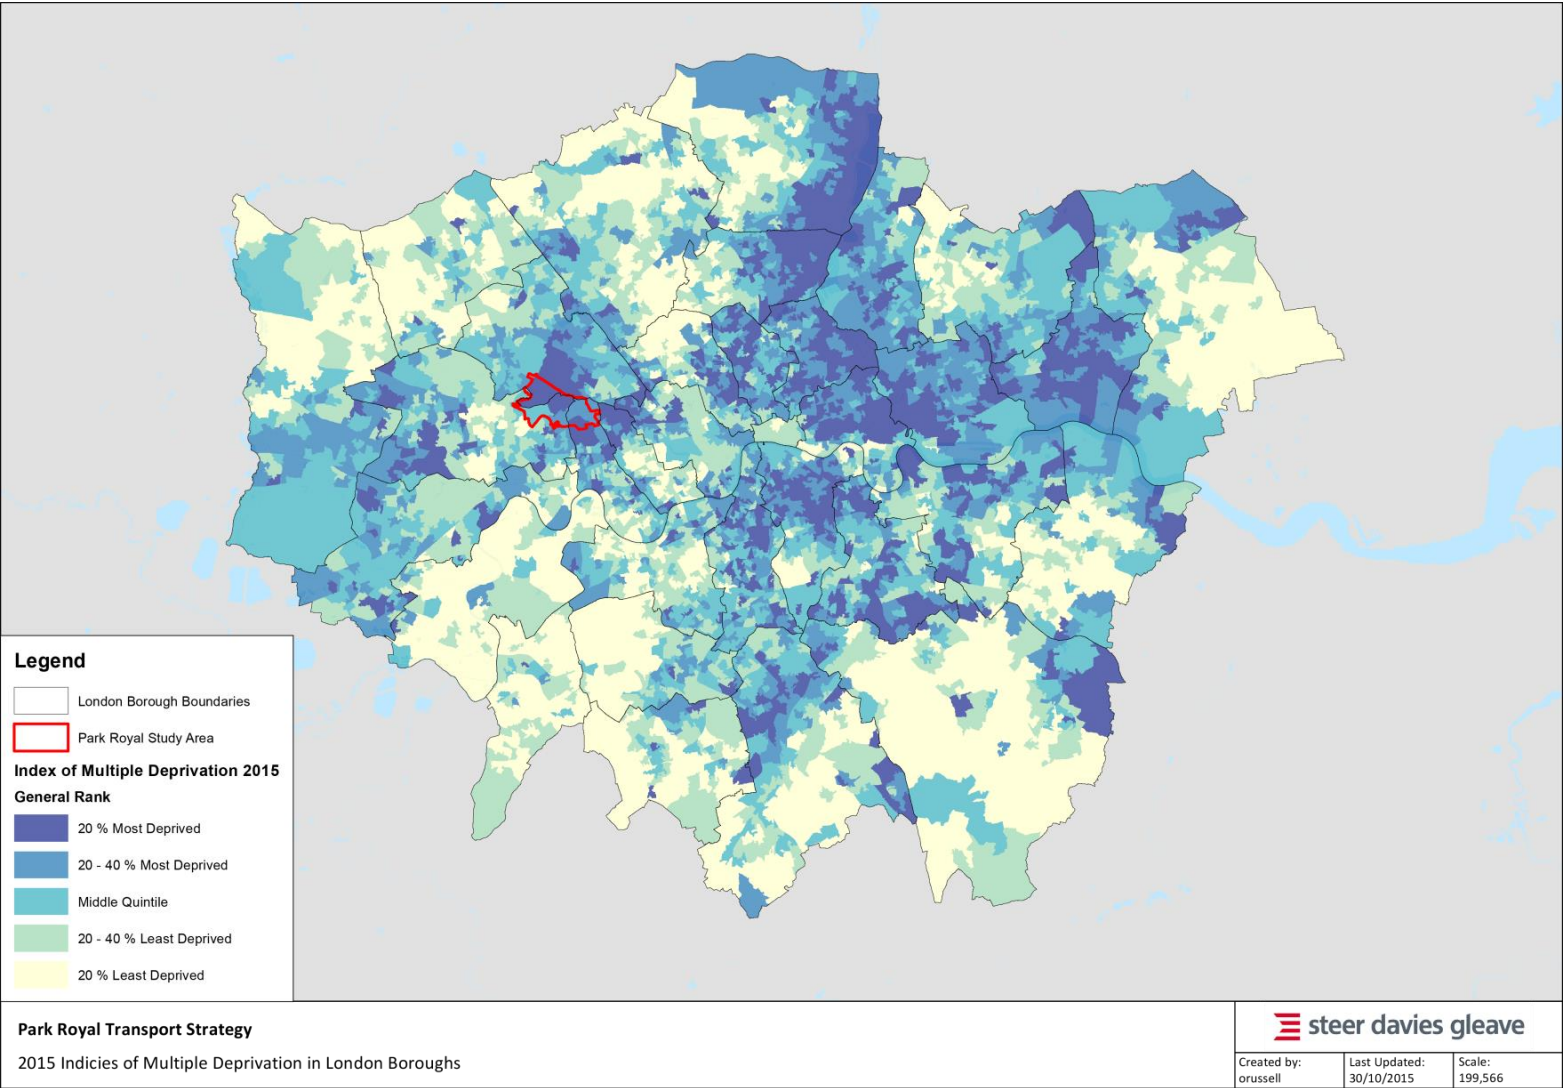 Legend
London Borough Boundaries
Park Royal Study Area
Index of Multiple Deprivation 2015
General Rank
20 % Most Deprived
20 - 40 % Most Deprived
Middle Quintile
20 - 40 % Least Deprived
20 % Least Deprived
Park Royal Transport Strategy
2015 Indicies of Multiple Deprivation in London Boroughs
steer davies gleave
Created by:
orussell
Last Updated:
30/10/2015
Scale:
199,566